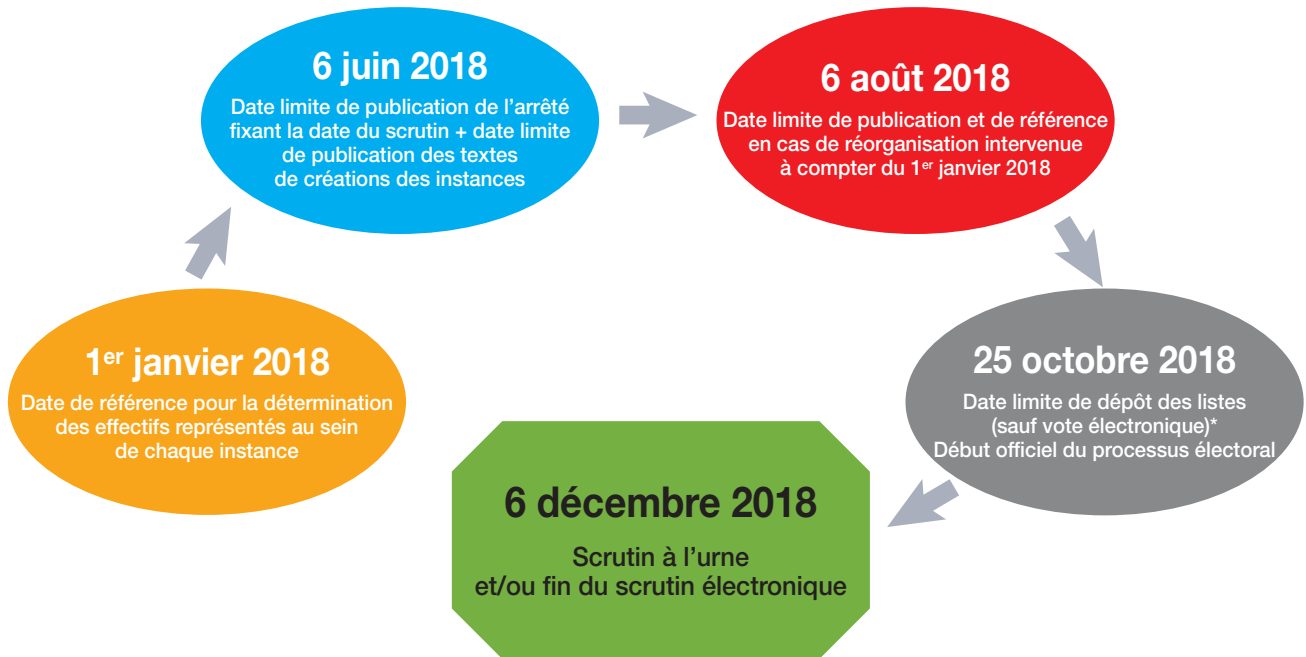 1er janvier 2018
Date de référence pour la détermination
des effectifs représentés au sein
de chaque instance
6 juin 2018
Date limite de publication de l’arrêté
fixant la date du scrutin + date limite
de publication des textes
de créations des instances
6 août 2018
Date limite de publication et de référence
en cas de réorganisation intervenue
à compter du 1er janvier 2018
25 octobre 2018
Date limite de dépôt des listes
(sauf vote électronique)*
Début officiel du processus électoral
6 décembre 2018
Scrutin à l’urne
et/ou fin du scrutin électronique